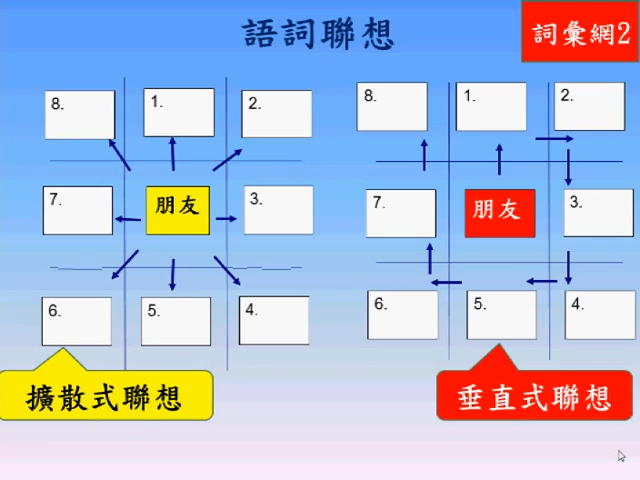 語詞聯想
詞彙網2
8.
1.
2.
7.
朋友
3.
6.
5.
4.
擴散式聯想
8.
1.
2.
7.
朋友
3.
6.
5.
4.
垂直式聯想